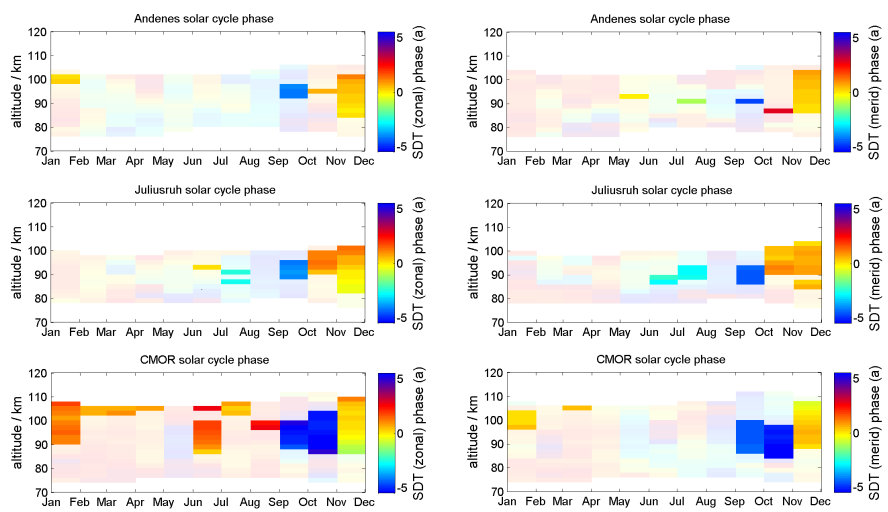 Andenes solar cycle phase
altitude / km
120
110
100
90
80
70
Jan Feb Mar Apr May Jun Jul Aug Sep Oct Nov Dec
5
0
-5
SDT (zonal) phase (a)
Andenes solar cycle phase
altitude / km
120
110
100
90
80
70
Jan Feb Mar Apr May Jun Jul Aug Sep Oct Nov Dec
5
0
-5
SDT (merid) phase (a)
Juliusruh solar cycle phase
altitude / km
120
110
100
90
80
70
Jan Feb Mar Apr May Jun Jul Aug Sep Oct Nov Dec
5
0
-5
SDT (zonal) phase (a)
Juliusruh solar cycle phase
altitude / km
120
110
100
90
80
70
Jan Feb Mar Apr May Jun Jul Aug Sep Oct Nov Dec
5
0
-5
SDT (merid) phase (a)
CMOR solar cycle phase
altitude / km
120
110
100
90
80
70
Jan Feb Mar Apr May Jun Jul Aug Sep Oct Nov Dec
5
0
-5
SDT (zonal) phase (a)
CMOR solar cycle phase
altitude / km
120
110
100
90
80
70
Jan Feb Mar Apr May Jun Jul Aug Sep Oct Nov Dec
5
0
-5
SDT (merid) phase (a)